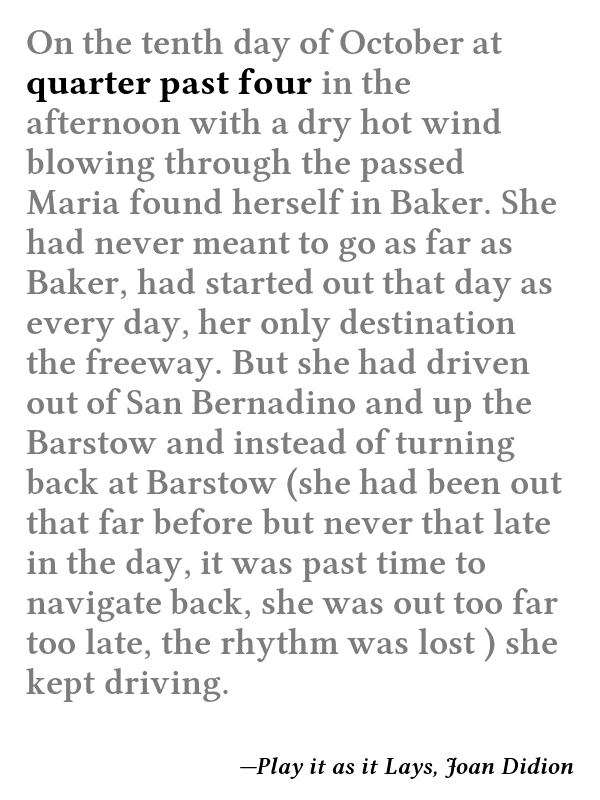 On the tenth day of October at
quarter past four in the
afternoon with a dry hot wind
blowing through the passed
Maria found herself in Baker. She
had never meant to go as far as
Baker, had started out that day as
every day, her only destination
the freeway. But she had driven
out of San Bernadino and up the
Barstow and instead of turning
back at Barstow (she had been out
that far before but never that late
in the day, it was past time to
navigate back, she was out too far
too late, the rhythm was lost ) she
kept driving.
—Play it as it Lays, Joan Didion